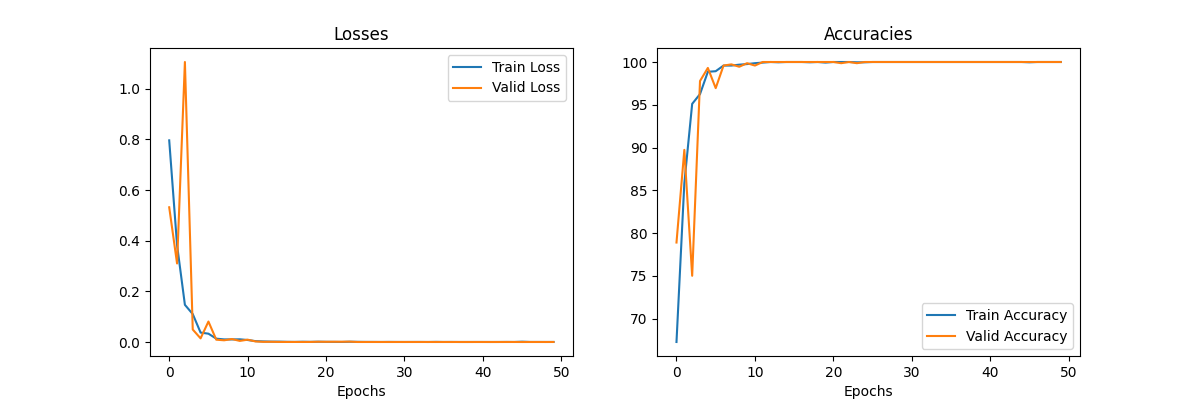 Losses
Train Loss
Valid Loss
1.0
0.8
0.6
0.4
0.2
0.0
0 10 20 30 40 50
Epochs
Accuracies
100
95
90
85
80
75
70
Train Accuracy
Valid Accuracy
0 10 20 30 40 50
Epochs